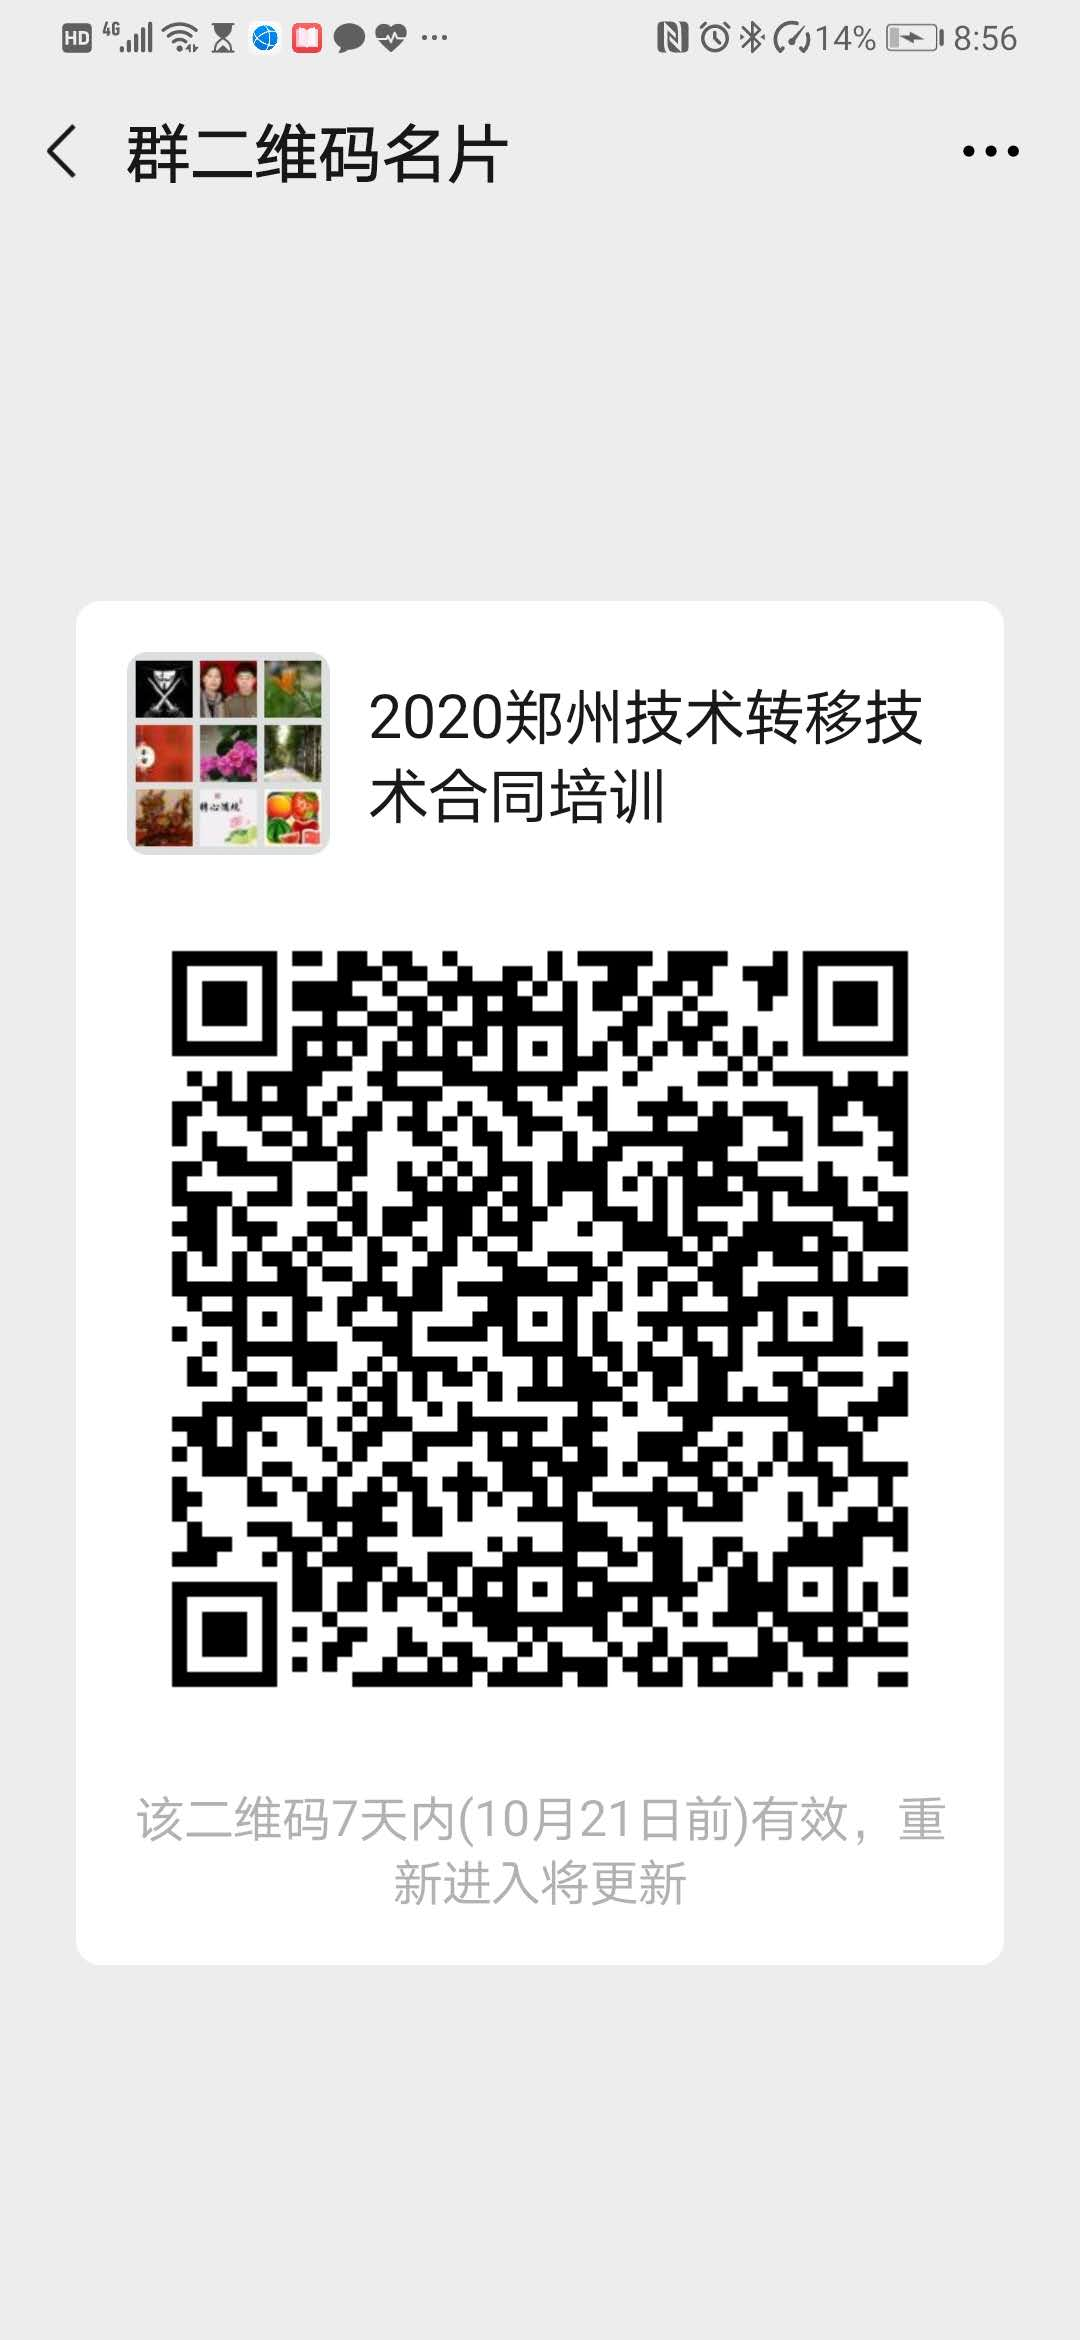 HD 4G 14% 8:56
群二维码名片
2020郑州技术转移技
术合同培训
该二维码7天内(10月21日前)有效，重
新进入将更新